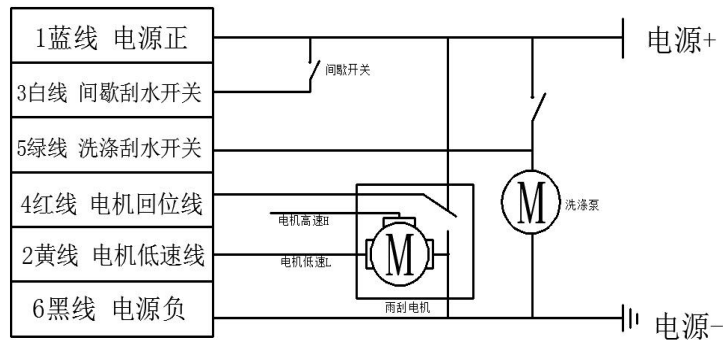 1蓝线 电源正
电源+
3白线 间歇刮水开关
间歇开关
5绿线 洗涤刮水开关
4红线 电机回位线
电机高速H
M
洗涤泵
2黄线 电机低速线
电机低速L
M
雨刮电机
6黑线 电源负
电源-